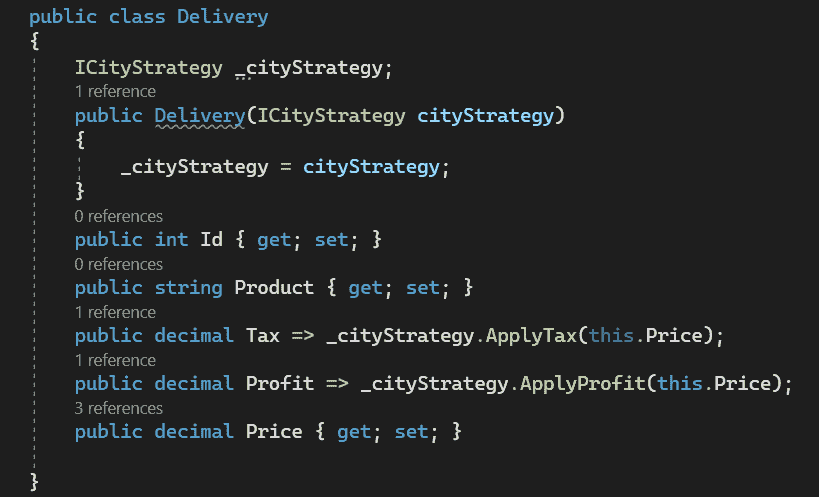 public class Delivery
{
ICityStrategy _cityStrategy;
1 reference
public Delivery(ICityStrategy cityStrategy)
{
_cityStrategy = cityStrategy;
}
0 references
public int Id { get; set; }
0 references
public string Product { get; set; }
1 reference
public decimal Tax => _cityStrategy.ApplyTax(this.Price);
1 reference
public decimal Profit => _cityStrategy.ApplyProfit(this.Price);
3 references
public decimal Price { get; set; }
}